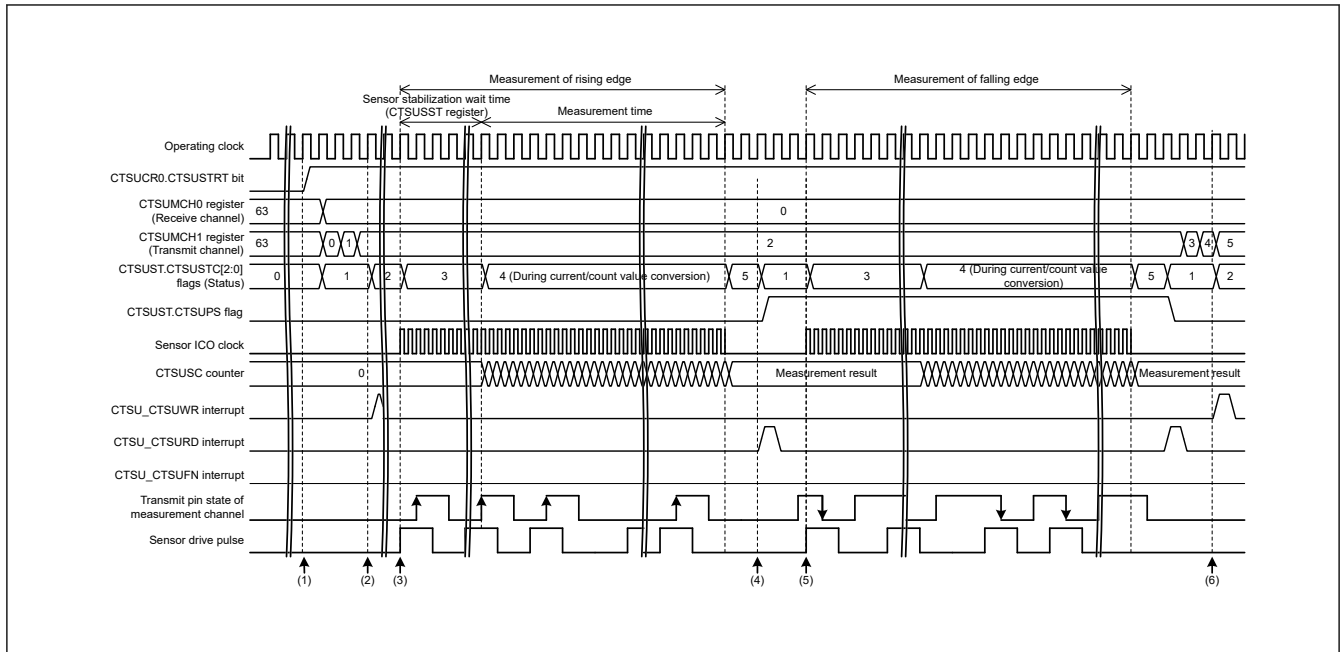 Measurement of rising edge
Measurement of falling edge
Sensor stabilization wait time
(CTSUSST register)
Measurement time
Operating clock
CTSUCR0.CTSUSTRT bit
CTSUMCH0 register
(Receive channel)
63
0
CTSUMCH1 register
(Transmit channel)
63 0 1 2 3 4 5
CTSUST.CTSUSTC[2:0]
flags (Status)
0 1 2 3 4 (During current/count value conversion) 5 1 3 4 (During current/count value
conversion) 5 1 2
CTSUST.CTSUPS flag
Sensor ICO clock
CTSUSC counter
0 Measurement result Measurement result
CTSU_CTSUWR interrupt
CTSU_CTSURD interrupt
CTSU_CTSUFN interrupt
Transmit pin state of
measurement channel
Sensor drive pulse
(1) (2) (3) (4) (5) (6)